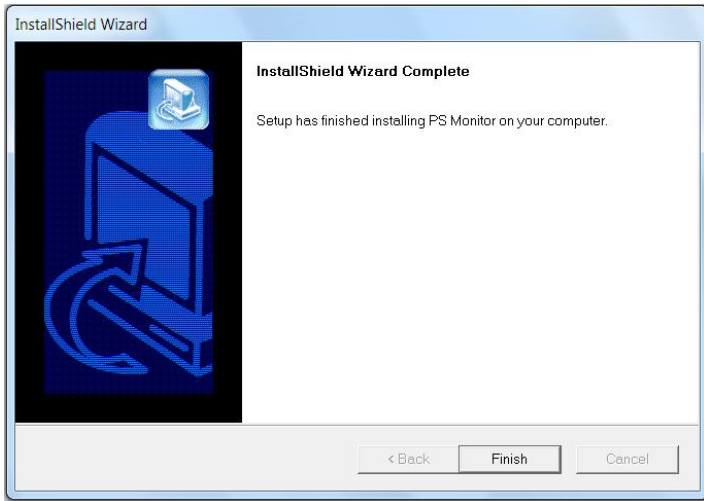 InstallShield Wizard
InstallShield Wizard Complete
Setup has finished installing PS Monitor on your computer.
< Back
Finish
Cancel